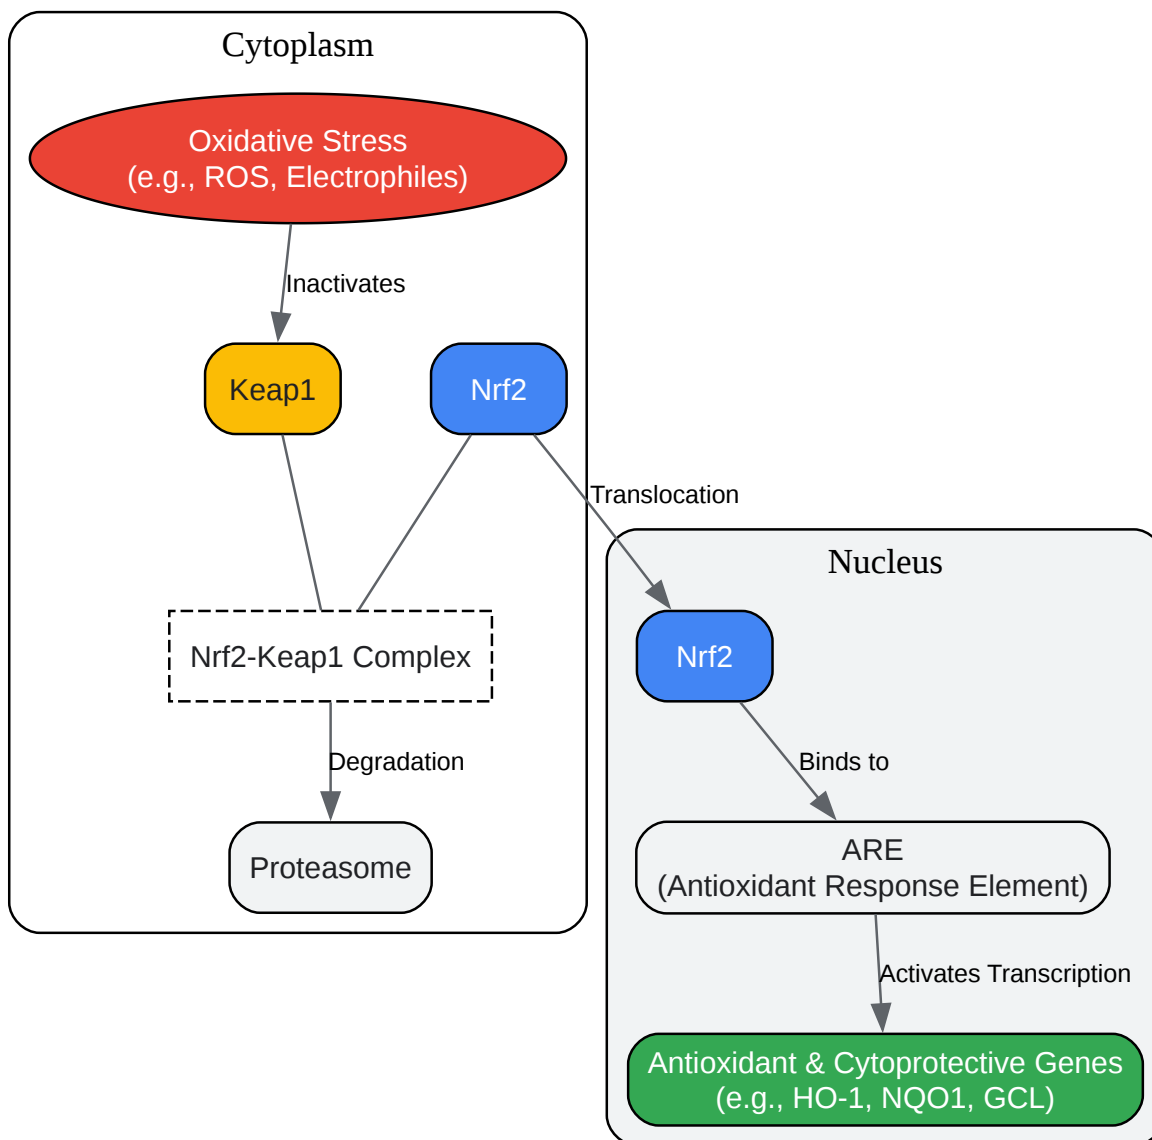 Cytoplasm
Oxidative Stress
(e.g., ROS, Electrophiles)
Inactivates
Keap1
Nrf2
Translocation
Nucleus
Nrf2-Keap1 Complex
Nrf2
Degradation
Binds to
Proteasome
ARE
(Antioxidant Response Element)
Activates Transcription
Antioxidant & Cytoprotective Genes
(e.g., HO-1, NQO1, GCL)